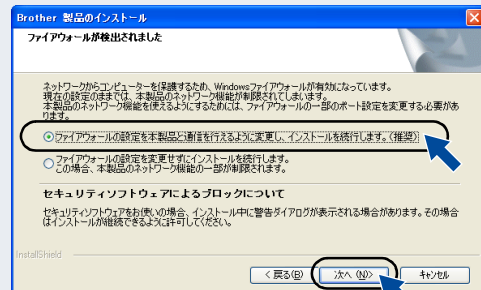 Brother 製品のインストール
ファイアウォールが検出されました
ネットワークからコンピューターを保護するため、Windowsファイアウォールが有効になっています。
現在の設定のままでは、本製品のネットワーク機能が制限されてしまいます。
本製品のネットワーク機能を使えるようにするためには、ファイアウォールの一部のポート設定を変更する必要があ
ります。
ファイアウォールの設定を本製品と通信を行えるように変更し、インストールを続行します。(推奨)
ファイアウォールの設定を変更せずにインストールを続行します。
この場合、本製品のネットワーク機能の一部が制限されます。
セキュリティソフトウェアによるブロックについて
セキュリティソフトウェアをお使いの場合、インストール中に警告ダイアログが表示される場合があります。その場合
はインストールが継続できるように許可してください。
InstallShield
< 戻る(B)
次へ (N)>
キャンセル